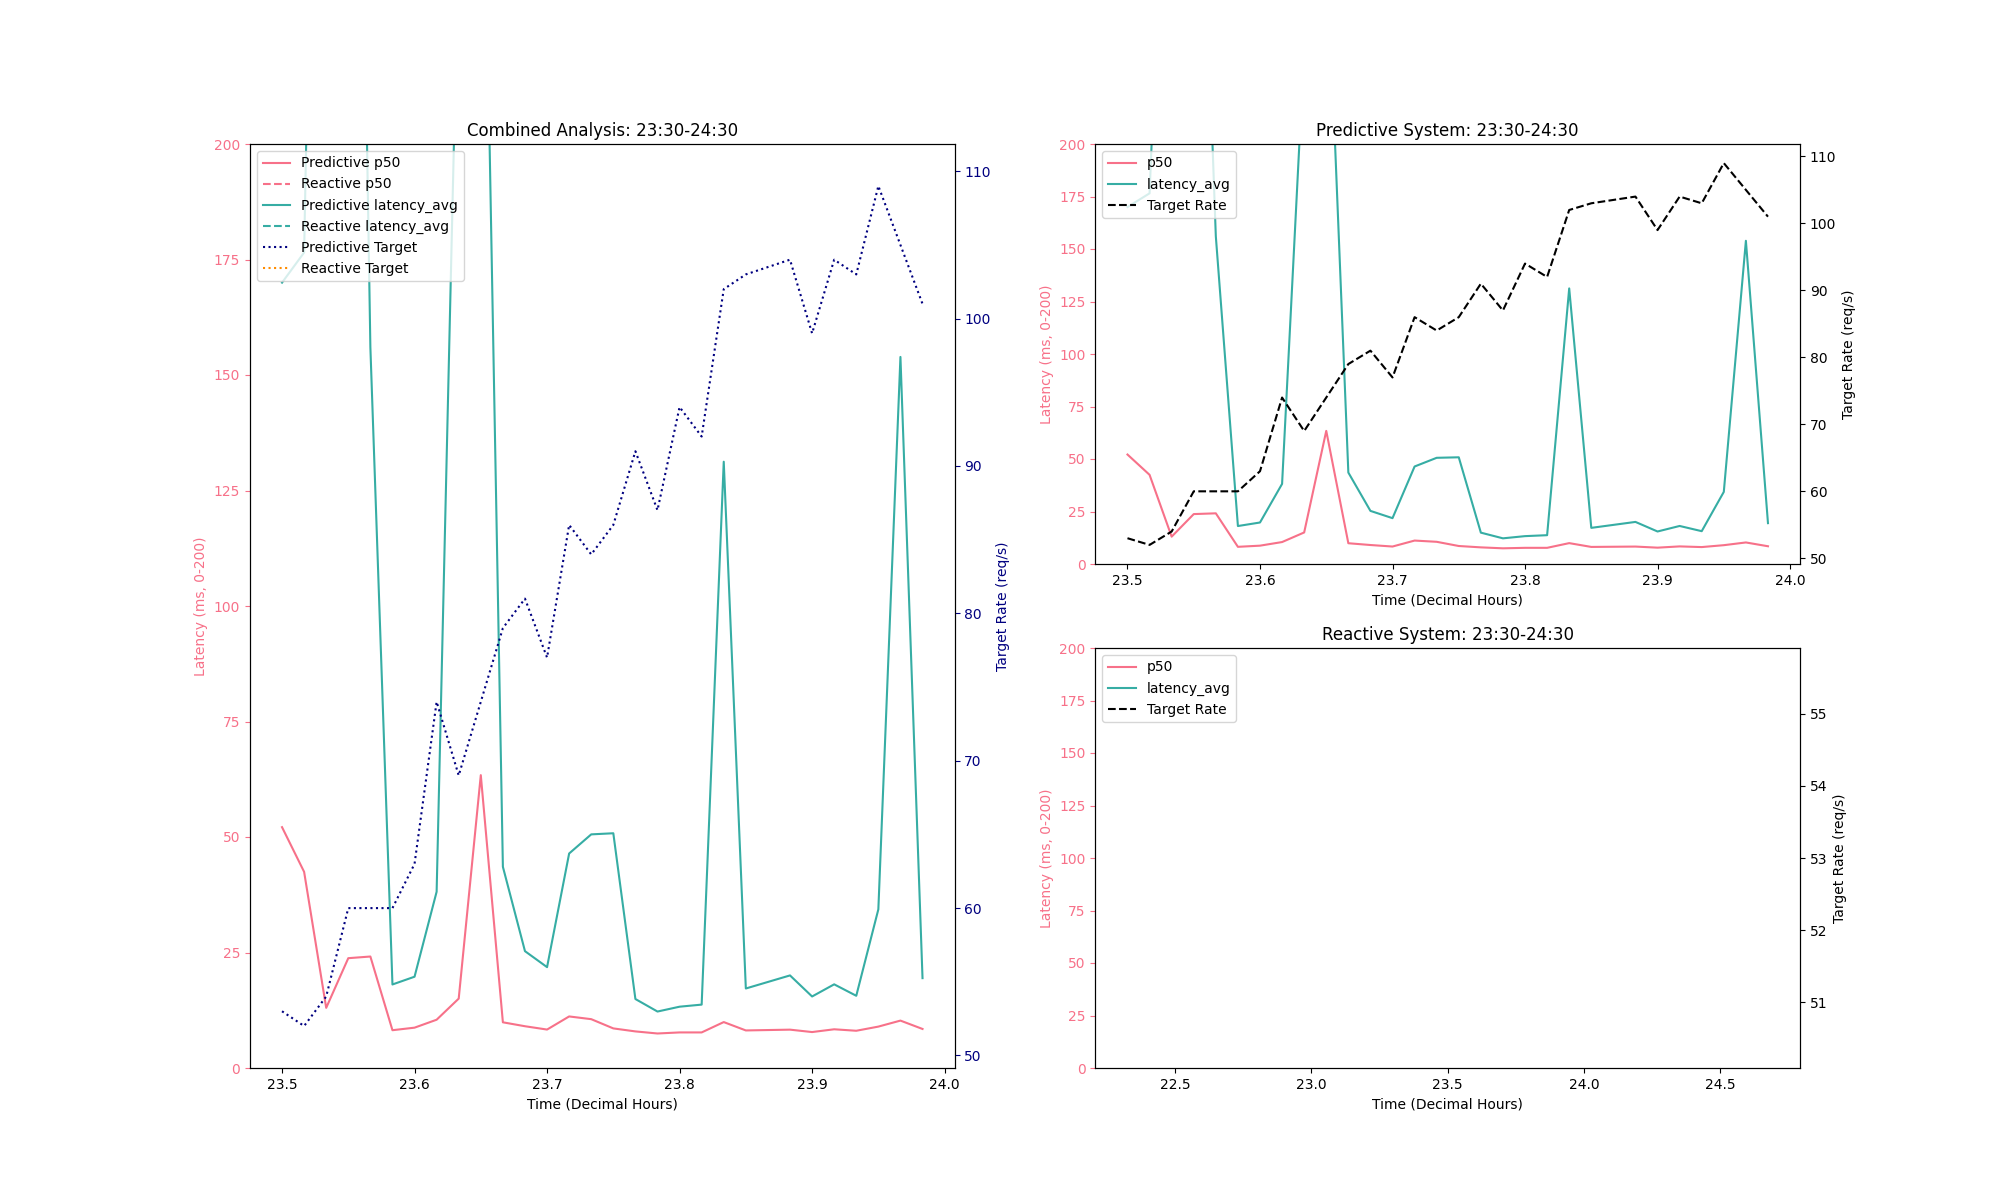 Combined Analysis: 23:30-24:30
Predictive p50
Reactive p50
Predictive latency_avg
Reactive latency_avg
Predictive Target
Reactive Target
200
175
150
125
100
75
50
25
0
Latency (ms, 0-200)
110
100
90
80
70
60
50
Target Rate (req/s)
23.5 23.6 23.7 23.8 23.9 24.0
Time (Decimal Hours)
Predictive System: 23:30-24:30
p50
latency_avg
Target Rate
200
175
150
125
100
75
50
25
0
Latency (ms, 0-200)
110
100
90
80
70
60
50
Target Rate (req/s)
23.5 23.6 23.7 23.8 23.9 24.0
Time (Decimal Hours)
Reactive System: 23:30-24:30
p50
latency_avg
Target Rate
200
175
150
125
100
75
50
25
0
Latency (ms, 0-200)
55
54
53
52
51
Target Rate (req/s)
22.5 23.0 23.5 24.0 24.5
Time (Decimal Hours)